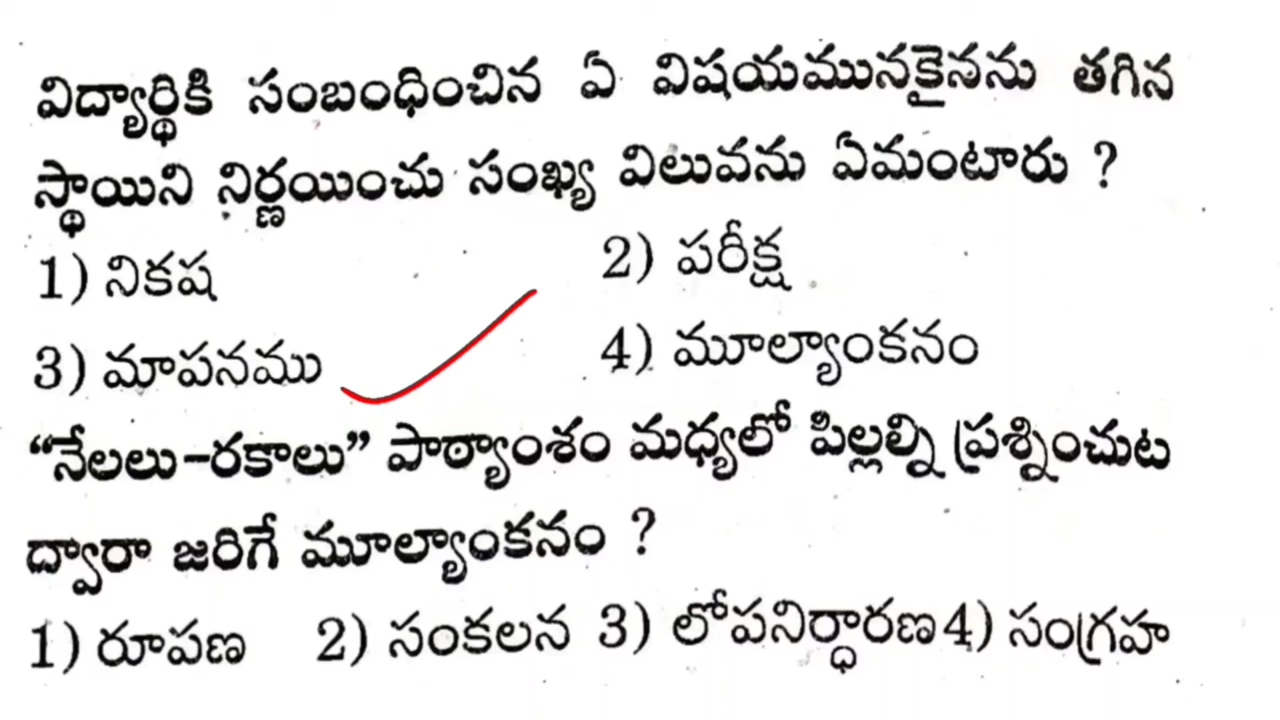 విద్యార్థికి సంబంధించిన ఏ విషయమునకైనను తగిన
స్థాయిని నిర్ణయించు సంఖ్య విలువను ఏమంటారు ?
1) నికష 2) పరీక్ష
3) మాపనము 4) మూల్యాంకనం
“నేలలు-రకాలు” పాఠ్యాంశం మధ్యలో పిల్లల్ని ప్రశ్నించుట
ద్వారా జరిగే మూల్యాంకనం ?
1) రూపణ 2) సంకలన 3) లోపనిర్ధారణ 4) సంగ్రహ